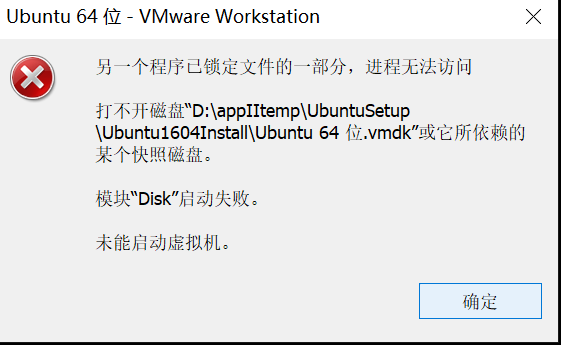 Ubuntu 64 位 - VMware Workstation
另一个程序已锁定文件的一部分，进程无法访问
打不开磁盘“D:\appIItemp\UbuntuSetup
\Ubuntu1604Install\Ubuntu 64 位.vmdk”或它所依赖的
某个快照磁盘。
模块“Disk”启动失败。
未能启动虚拟机。
确定